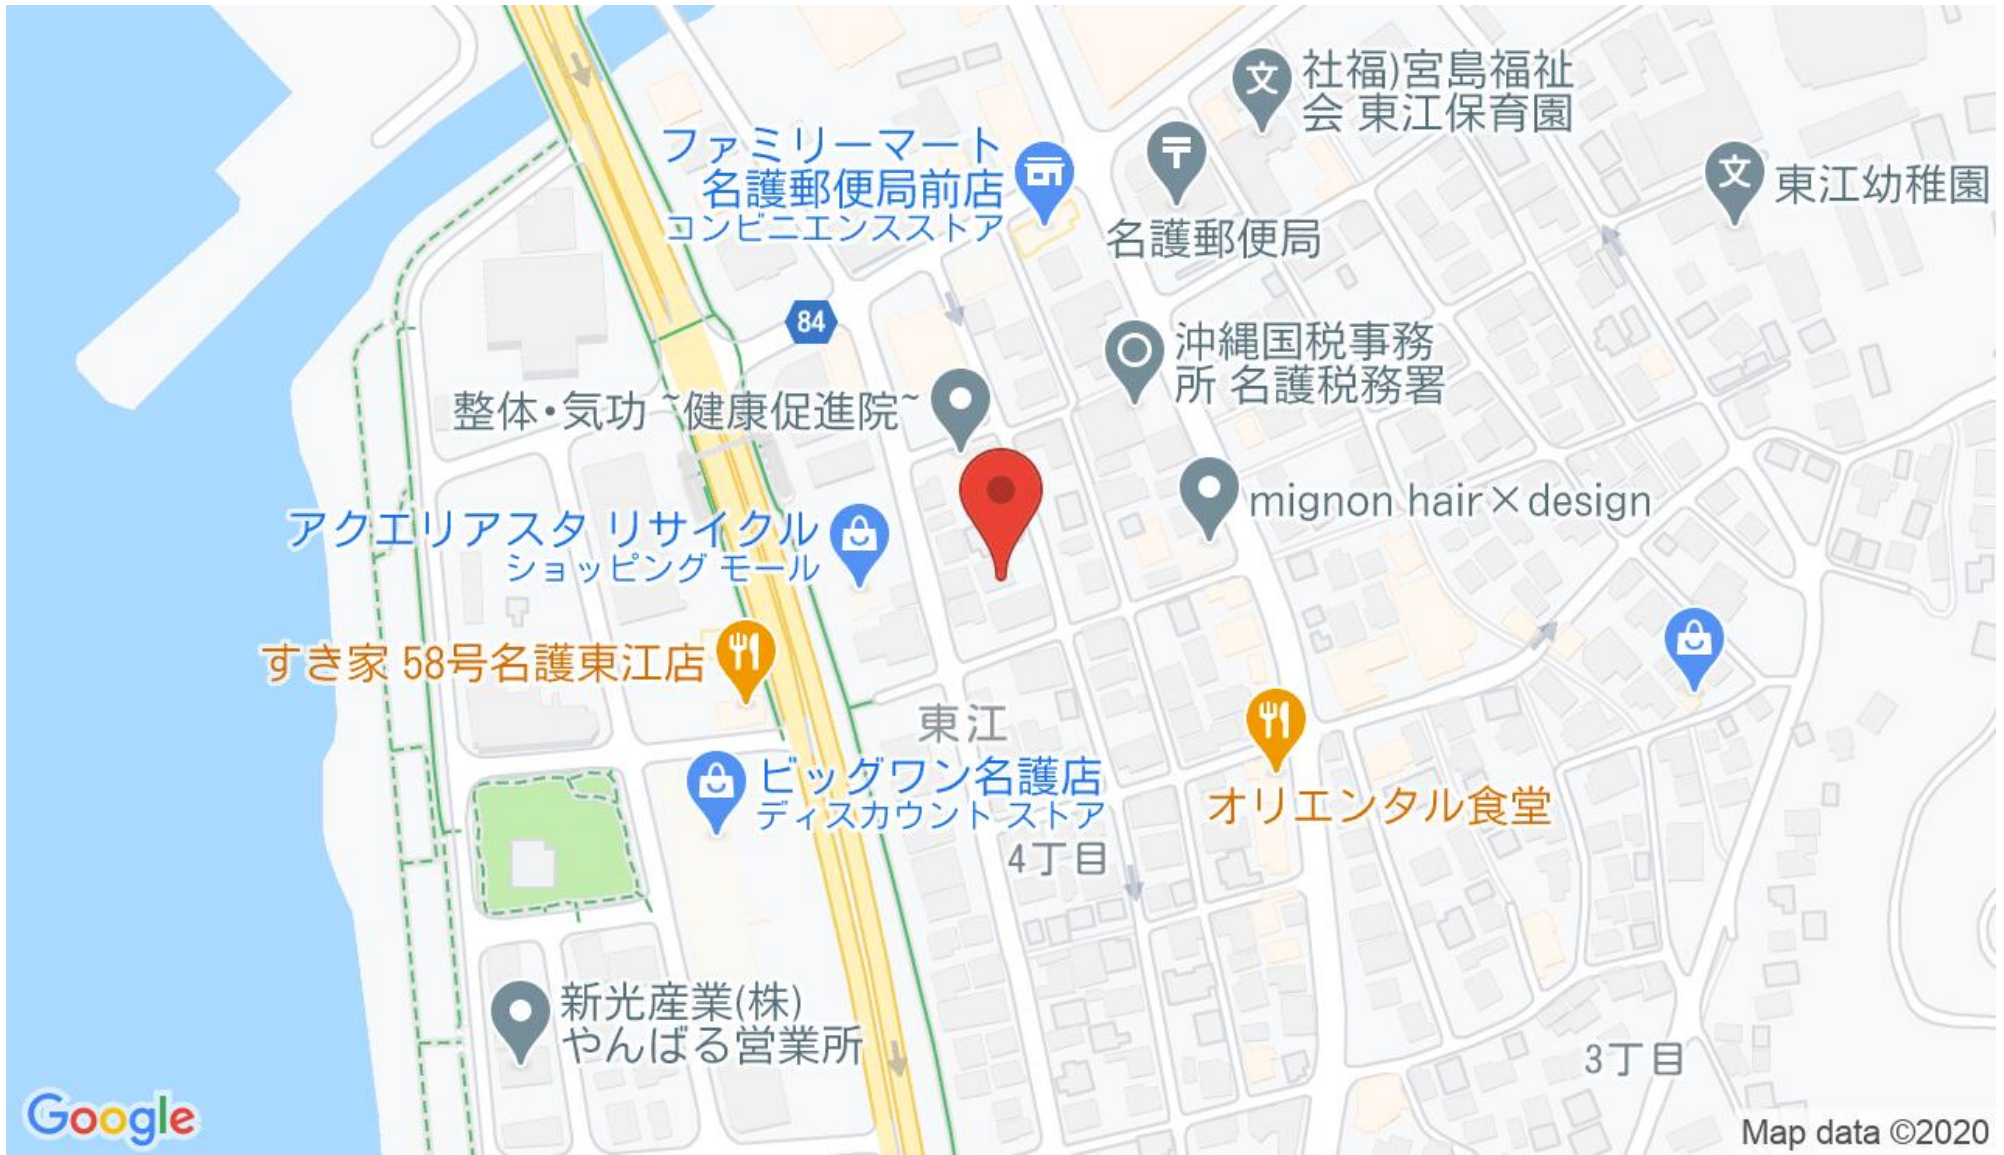 社福)宮島福祉
会 東江保育園
ファミリーマート
名護郵便局前店
コンビニエンスストア
東江幼稚園
名護郵便局
84
沖縄国税事務
所 名護税務署
整体・気功 ~健康促進院~
mignon hair×design
アクエリアスタ リサイクル
ショッピング モール
すき家 58号名護東江店
東江
ビッグワン名護店
ディスカウント ストア
オリエンタル食堂
4丁目
新光産業(株)
やんばる営業所
3丁目
Google
Map data ©2020